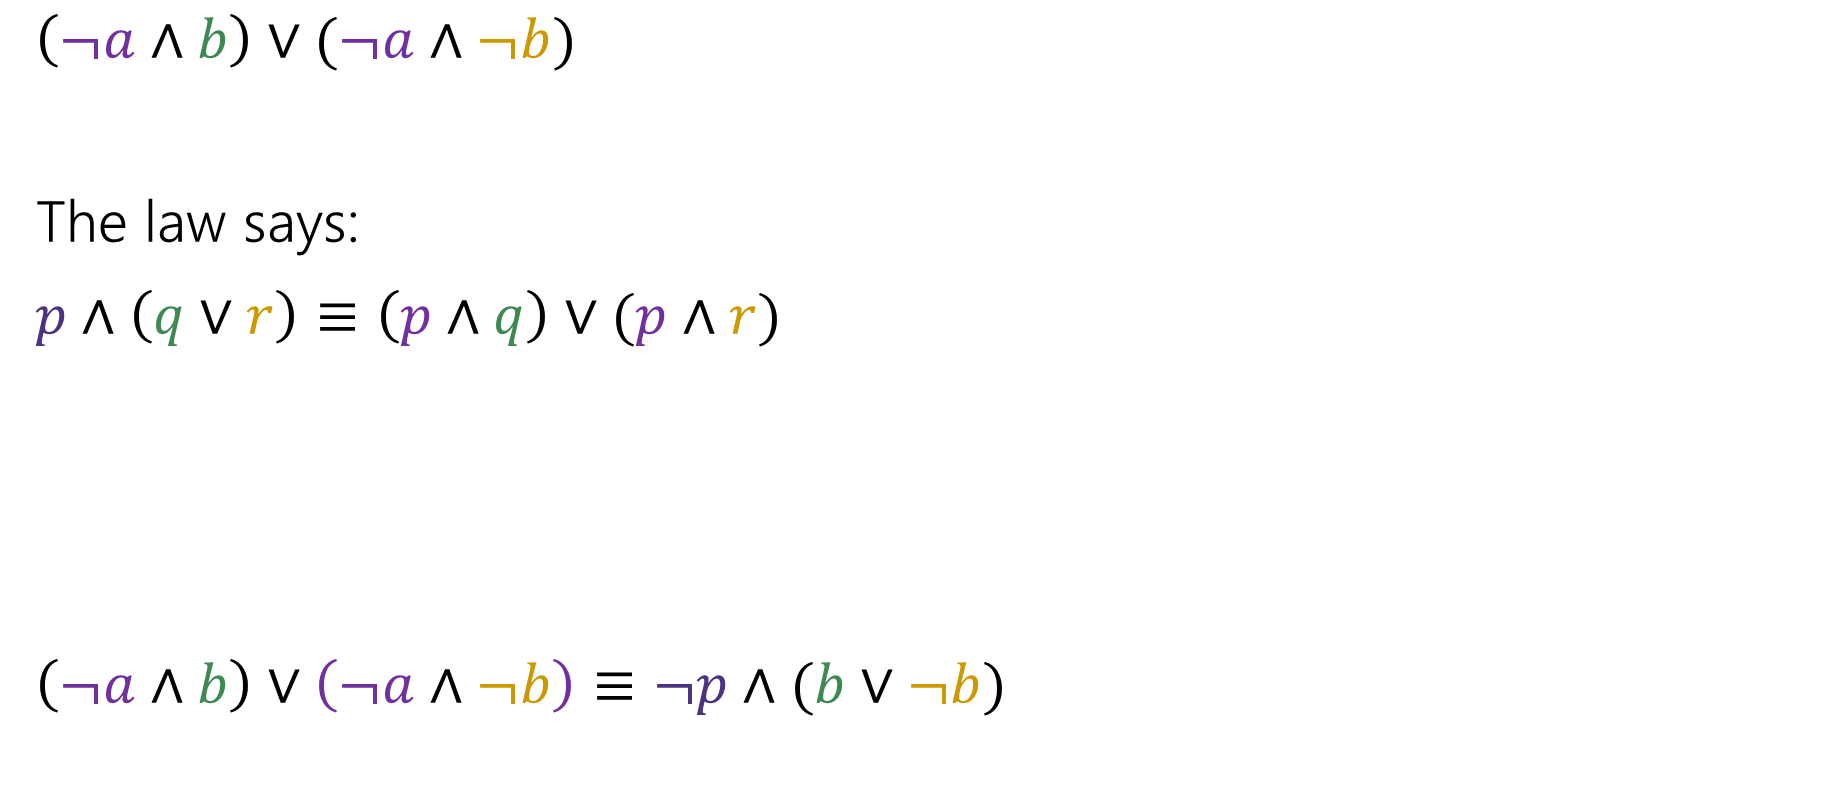 (¬a ∧ b) ∨ (¬a ∧ ¬b)
The law says:
p ∧ (q ∨ r) ≡ (p ∧ q) ∨ (p ∧ r)
(¬a ∧ b) ∨ (¬a ∧ ¬b) ≡ ¬p ∧ (b ∨ ¬b)